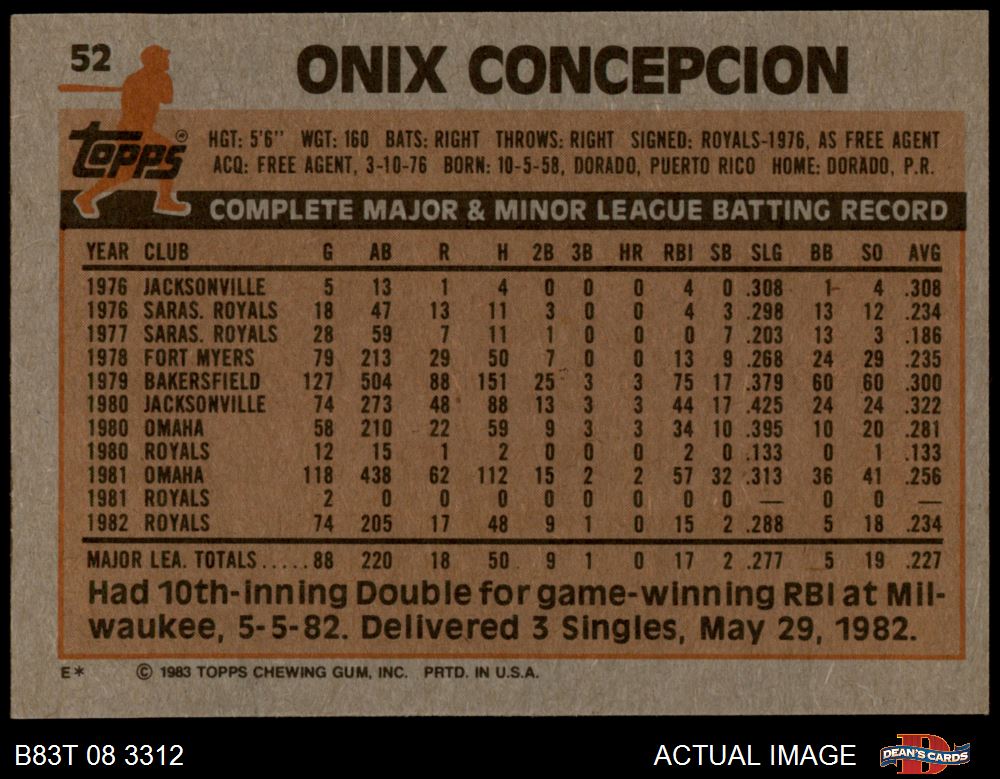 52 ONIX CONCEPCION
Topps® HGT: 5'6" WGT: 160 BATS: RIGHT THROWS: RIGHT SIGNED: ROYALS-1976, AS FREE AGENT
ACQ: FREE AGENT, 3-10-76 BORN: 10-5-58, DORADO, PUERTO RICO HOME: DORADO, P.R.
COMPLETE MAJOR & MINOR LEAGUE BATTING RECORD
YEAR CLUB G AB R H 2B 3B HR RBI SB SLG BB SO AVG
1976 JACKSONVILLE 5 13 1 4 0 0 0 4 0 .308 1 4 .308
1976 SARAS. ROYALS 18 47 13 11 3 0 0 4 3 .298 13 12 .234
1977 SARAS. ROYALS 28 59 7 11 1 0 0 0 7 .203 13 3 .186
1978 FORT MYERS 79 213 29 50 7 0 0 13 9 .268 24 29 .235
1979 BAKERSFIELD 127 504 88 151 25 3 3 75 17 .379 60 60 .300
1980 JACKSONVILLE 74 273 48 88 13 3 3 44 17 .425 24 24 .322
1980 OMAHA 58 210 22 59 9 3 3 34 10 .395 10 20 .281
1980 ROYALS 12 15 1 2 0 0 0 2 0 .133 0 1 .133
1981 OMAHA 118 438 62 112 15 2 2 57 32 .313 36 41 .256
1981 ROYALS 2 0 0 0 0 0 0 0 0 — 0 0 —
1982 ROYALS 74 205 17 48 9 1 0 15 2 .288 5 18 .234
MAJOR LEA. TOTALS.....88 220 18 50 9 1 0 17 2 .277 5 19 .227
Had 10th-inning Double for game-winning RBI at Mil-
waukee, 5-5-82. Delivered 3 Singles, May 29, 1982.
E* © 1983 TOPPS CHEWING GUM, INC. PRTD. IN U.S.A.
B83T 08 3312 ACTUAL IMAGE D DEAN'S CARDS